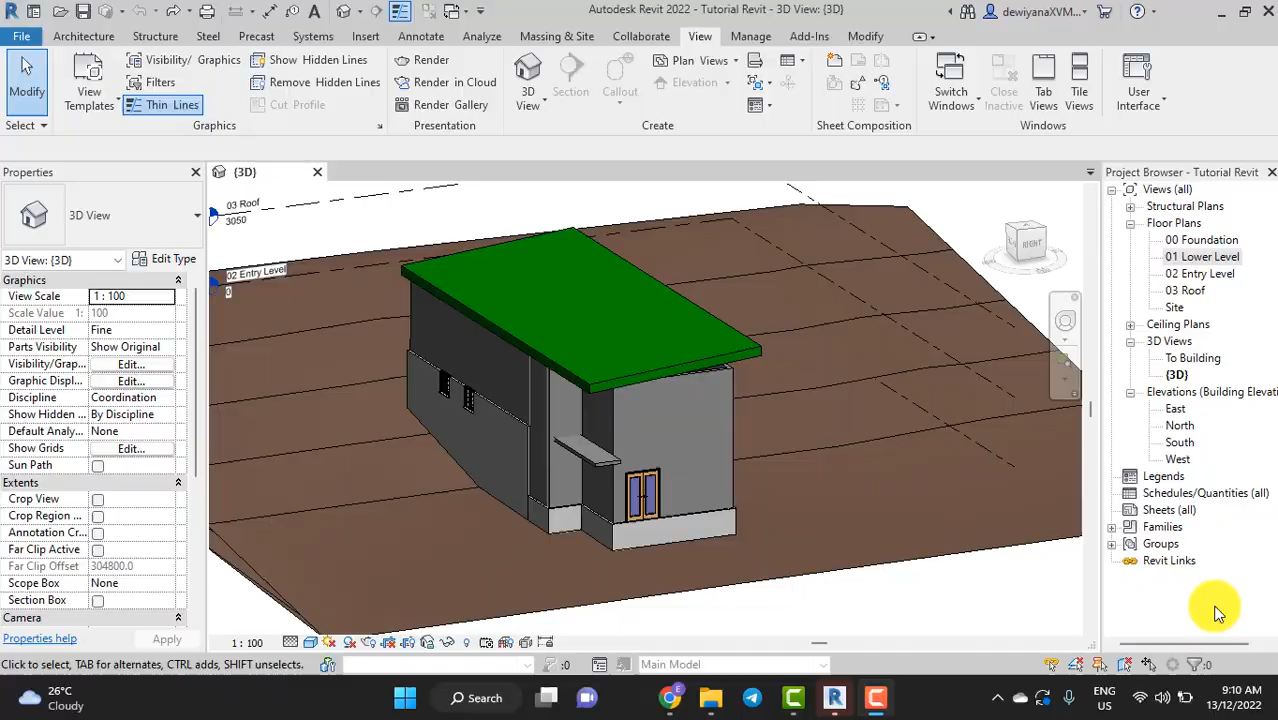 Autodesk Revit 2022 - Tutorial Revit - 3D View: {3D}
dewiyanaXVM...
File
Architecture
Structure
Steel
Precast
Systems
Insert
Annotate
Analyze
Massing & Site
Collaborate
View
Manage
Add-Ins
Modify
Modify
Select
View Templates
Visibility/ Graphics
Filters
Thin Lines
Show Hidden Lines
Remove Hidden Lines
Cut Profile
Graphics
Render
Render in Cloud
Render Gallery
Presentation
3D View
Section
Callout
Plan Views
Elevation
Create
Sheet Composition
Switch Windows
Close Inactive
Tab Views
Tile Views
Windows
User Interface
Properties
3D View
3D View: {3D}
Edit Type
Graphics
View Scale 1 : 100
Scale Value 1: 100
Detail Level Fine
Parts Visibility Show Original
Visibility/Grap... Edit...
Graphic Displ... Edit...
Discipline Coordination
Show Hidden ... By Discipline
Default Analy... None
Show Grids Edit...
Sun Path
Extents
Crop View
Crop Region ...
Annotation Cr...
Far Clip Active
Far Clip Offset 304800.0
Scope Box None
Section Box
Camera
Properties help
Apply
{3D}
03 Roof
3050
02 Entry Level
0
RIGHT
1 : 100
Project Browser - Tutorial Revit
Views (all)
Structural Plans
Floor Plans
00 Foundation
01 Lower Level
02 Entry Level
03 Roof
Site
Ceiling Plans
3D Views
To Building
{3D}
Elevations (Building Elevati
East
North
South
West
Legends
Schedules/Quantities (all)
Sheets (all)
Families
Groups
Revit Links
Click to select, TAB for alternates, CTRL adds, SHIFT unselects.
:0
Main Model
:0
26°C
Cloudy
Search
ENG
US
9:10 AM
13/12/2022